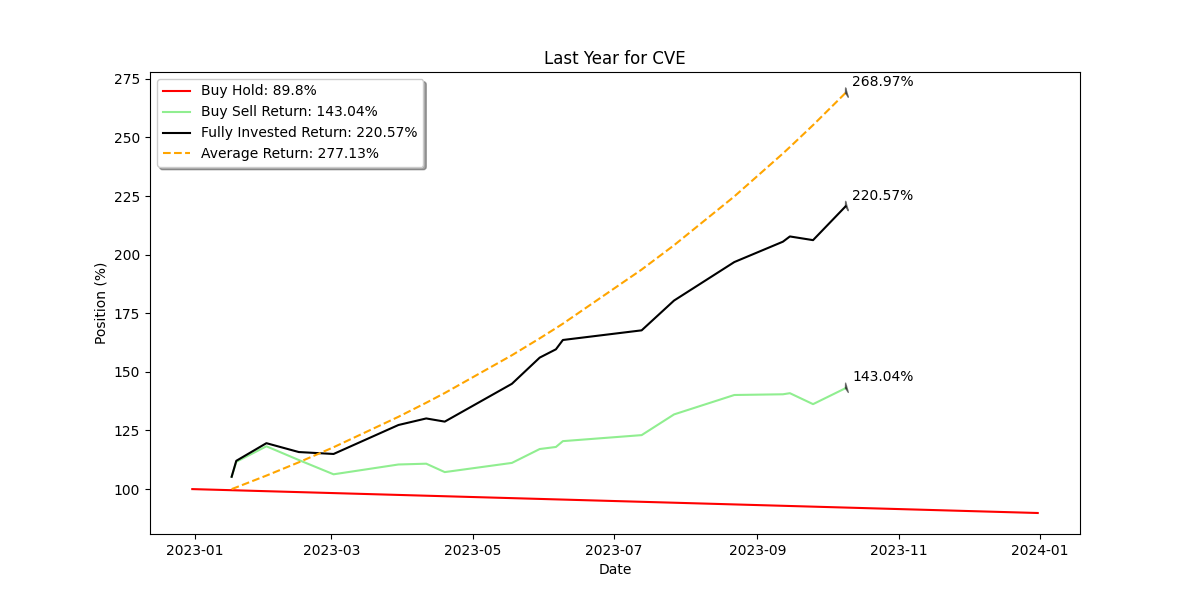 Last Year for CVE
Buy Hold: 89.8%
Buy Sell Return: 143.04%
Fully Invested Return: 220.57%
Average Return: 277.13%
268.97%
220.57%
143.04%
Position (%)
275
250
225
200
175
150
125
100
2023-01 2023-03 2023-05 2023-07 2023-09 2023-11 2024-01
Date